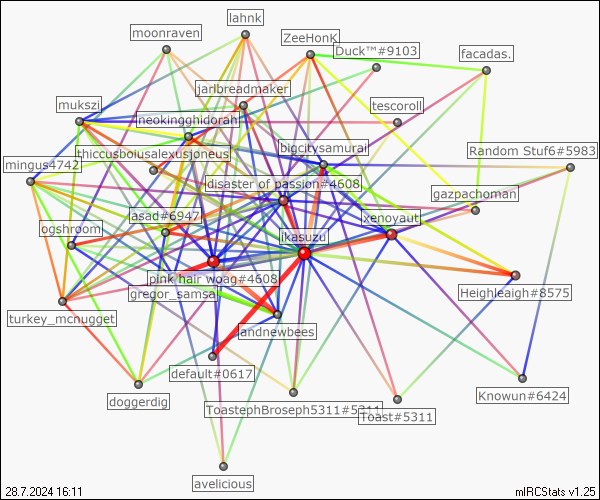 lahnk
moonraven
ZeeHonK
Duck™#9103
facadas.
jarlbreadmaker
mukszi
tescoroll
neokingghidorah
bigcitysamurai
Random Stuf6#5983
thiccusboiusalexusjoneus
mingus4742
disaster of passion#4608
gazpachoman
asad#6947
xenoyaut
ogshroom
ikasuzu
pink hair woag#4608
Heighleaigh#8575
gregor_samsa
turkey_mcnugget
jandnewbees
default#0617
Knowun#6424
doggerdig
ToastephBroseph5311#5311
Toast#5311
avelicious
28.7.2024 16:11
mIRCStats v1.25